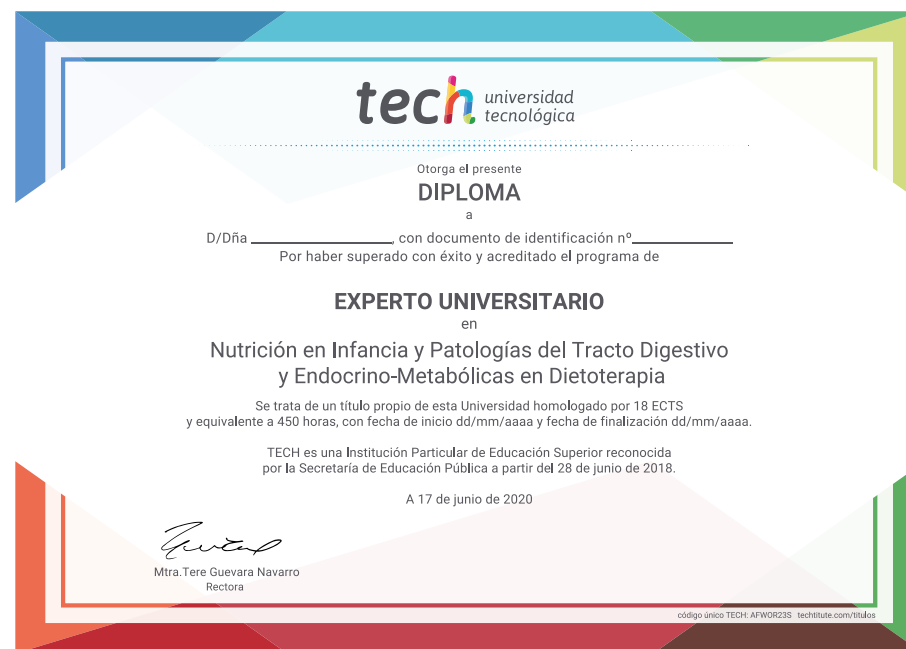 tech universidad
tecnológica
Otorga el presente
DIPLOMA
a
D/Dña ____________________, con documento de identificación nº______________
Por haber superado con éxito y acreditado el programa de
EXPERTO UNIVERSITARIO
en
Nutrición en Infancia y Patologías del Tracto Digestivo
y Endocrino-Metabólicas en Dietoterapia
Se trata de un título propio de esta Universidad homologado por 18 ECTS
y equivalente a 450 horas, con fecha de inicio dd/mm/aaaa y fecha de finalización dd/mm/aaaa.
TECH es una Institución Particular de Educación Superior reconocida
por la Secretaría de Educación Pública a partir del 28 de junio de 2018.
A 17 de junio de 2020
Mtra.Tere Guevara Navarro
Rectora
código único TECH: AFWOR23S techtitute.com/titulos